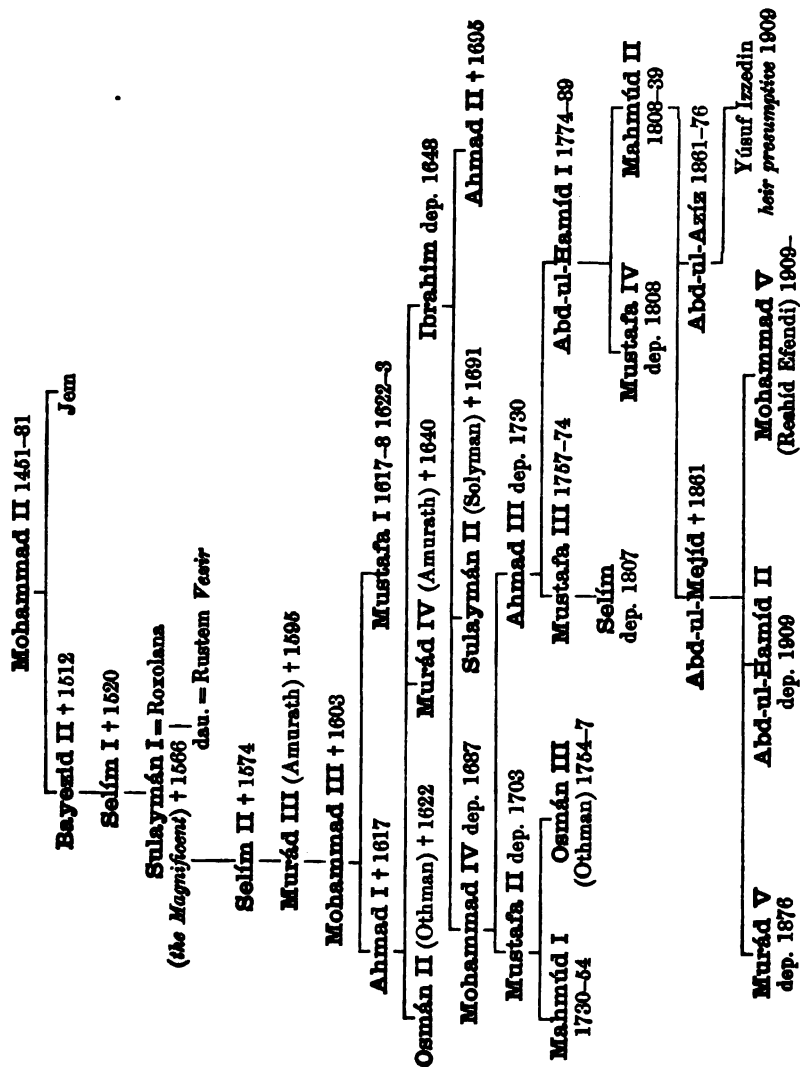 Mohammad II 1451–81
Bayezid II † 1512
Jem
Selím I † 1520
Sulaymán I = Roxolana
(the Magnificent) † 1566
dau. = Rustem Vezir
Selím II † 1574
Murád III (Amurath) † 1595
Mohammad III † 1603
Ahmad I † 1617
Mustafa I 1617–8 1622–3
Osmán II (Othman) † 1622
Murád IV (Amurath) † 1640
Ibrahim dep. 1648
Mohammad IV dep. 1687
Sulaymán II (Solyman) † 1691
Ahmad II † 1695
Mustafa II dep. 1703
Ahmad III dep. 1730
Mahmúd I
1730–54
Osmán III
(Othman) 1754–7
Mustafa III 1757–74
Abd-ul-Hamíd I 1774–89
Selím
dep. 1807
Mustafa IV
dep. 1808
Mahmúd II
1808–39
Abd-ul-Mejíd † 1861
Abd-ul-Azíz 1861–76
Murád V
dep. 1876
Abd-ul-Hamíd II
dep. 1909
Mohammad V
(Reshíd Efendi) 1909–
Yúsuf Izzedin
heir presumptive 1909